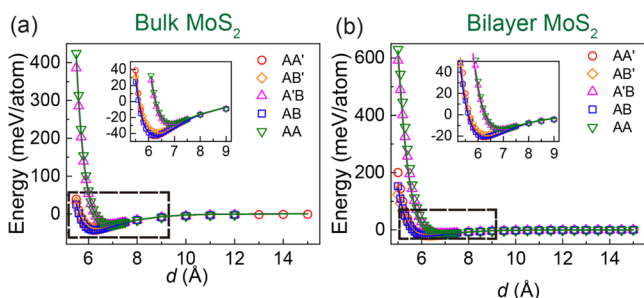 Bulk MoS2
Bilayer MoS2
(a)
Energy (meV/atom)
400
300
200
100
0
6 8 10 12 14
d (Å)
40
20
0
-20
-40
6 7 8 9
AA'
AB'
A'B
AB
AA
(b)
Energy (meV/atom)
600
400
200
0
6 8 10 12 14
d (Å)
40
20
0
-20
6 7 8 9
AA'
AB'
A'B
AB
AA